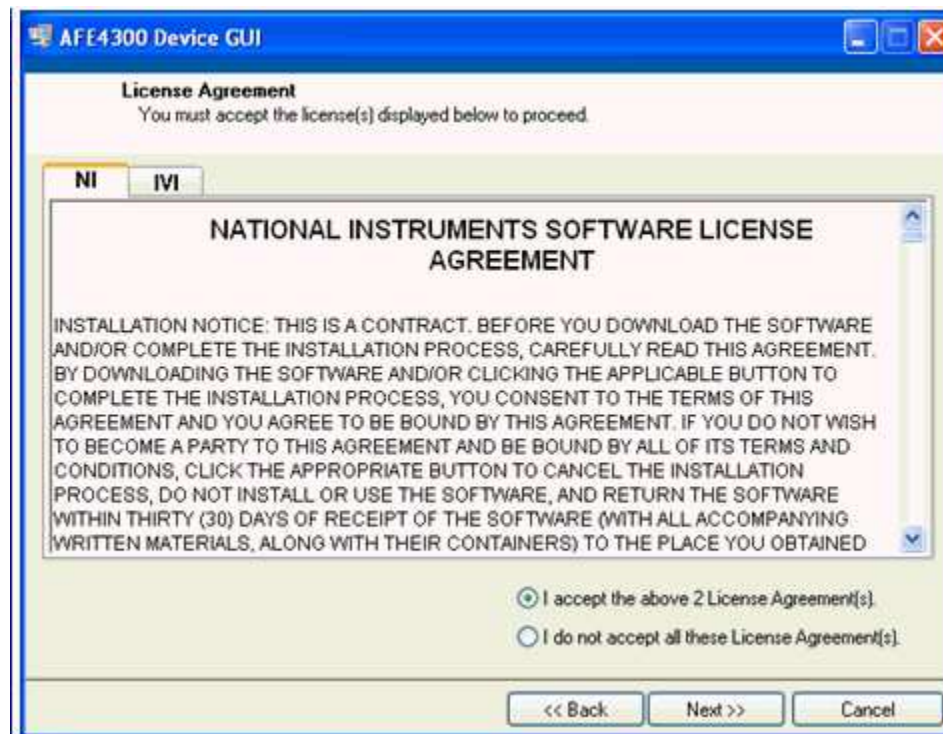 AFE4300 Device GUI
License Agreement
You must accept the license(s) displayed below to proceed.
NI
IVI
NATIONAL INSTRUMENTS SOFTWARE LICENSE
AGREEMENT
INSTALLATION NOTICE: THIS IS A CONTRACT. BEFORE YOU DOWNLOAD THE SOFTWARE
AND/OR COMPLETE THE INSTALLATION PROCESS, CAREFULLY READ THIS AGREEMENT.
BY DOWNLOADING THE SOFTWARE AND/OR CLICKING THE APPLICABLE BUTTON TO
COMPLETE THE INSTALLATION PROCESS, YOU CONSENT TO THE TERMS OF THIS
AGREEMENT AND YOU AGREE TO BE BOUND BY THIS AGREEMENT. IF YOU DO NOT WISH
TO BECOME A PARTY TO THIS AGREEMENT AND BE BOUND BY ALL OF ITS TERMS AND
CONDITIONS, CLICK THE APPROPRIATE BUTTON TO CANCEL THE INSTALLATION
PROCESS, DO NOT INSTALL OR USE THE SOFTWARE, AND RETURN THE SOFTWARE
WITHIN THIRTY (30) DAYS OF RECEIPT OF THE SOFTWARE (WITH ALL ACCOMPANYING
WRITTEN MATERIALS, ALONG WITH THEIR CONTAINERS) TO THE PLACE YOU OBTAINED
I accept the above 2 License Agreement(s).
I do not accept all these License Agreement(s).
<< Back
Next >>
Cancel